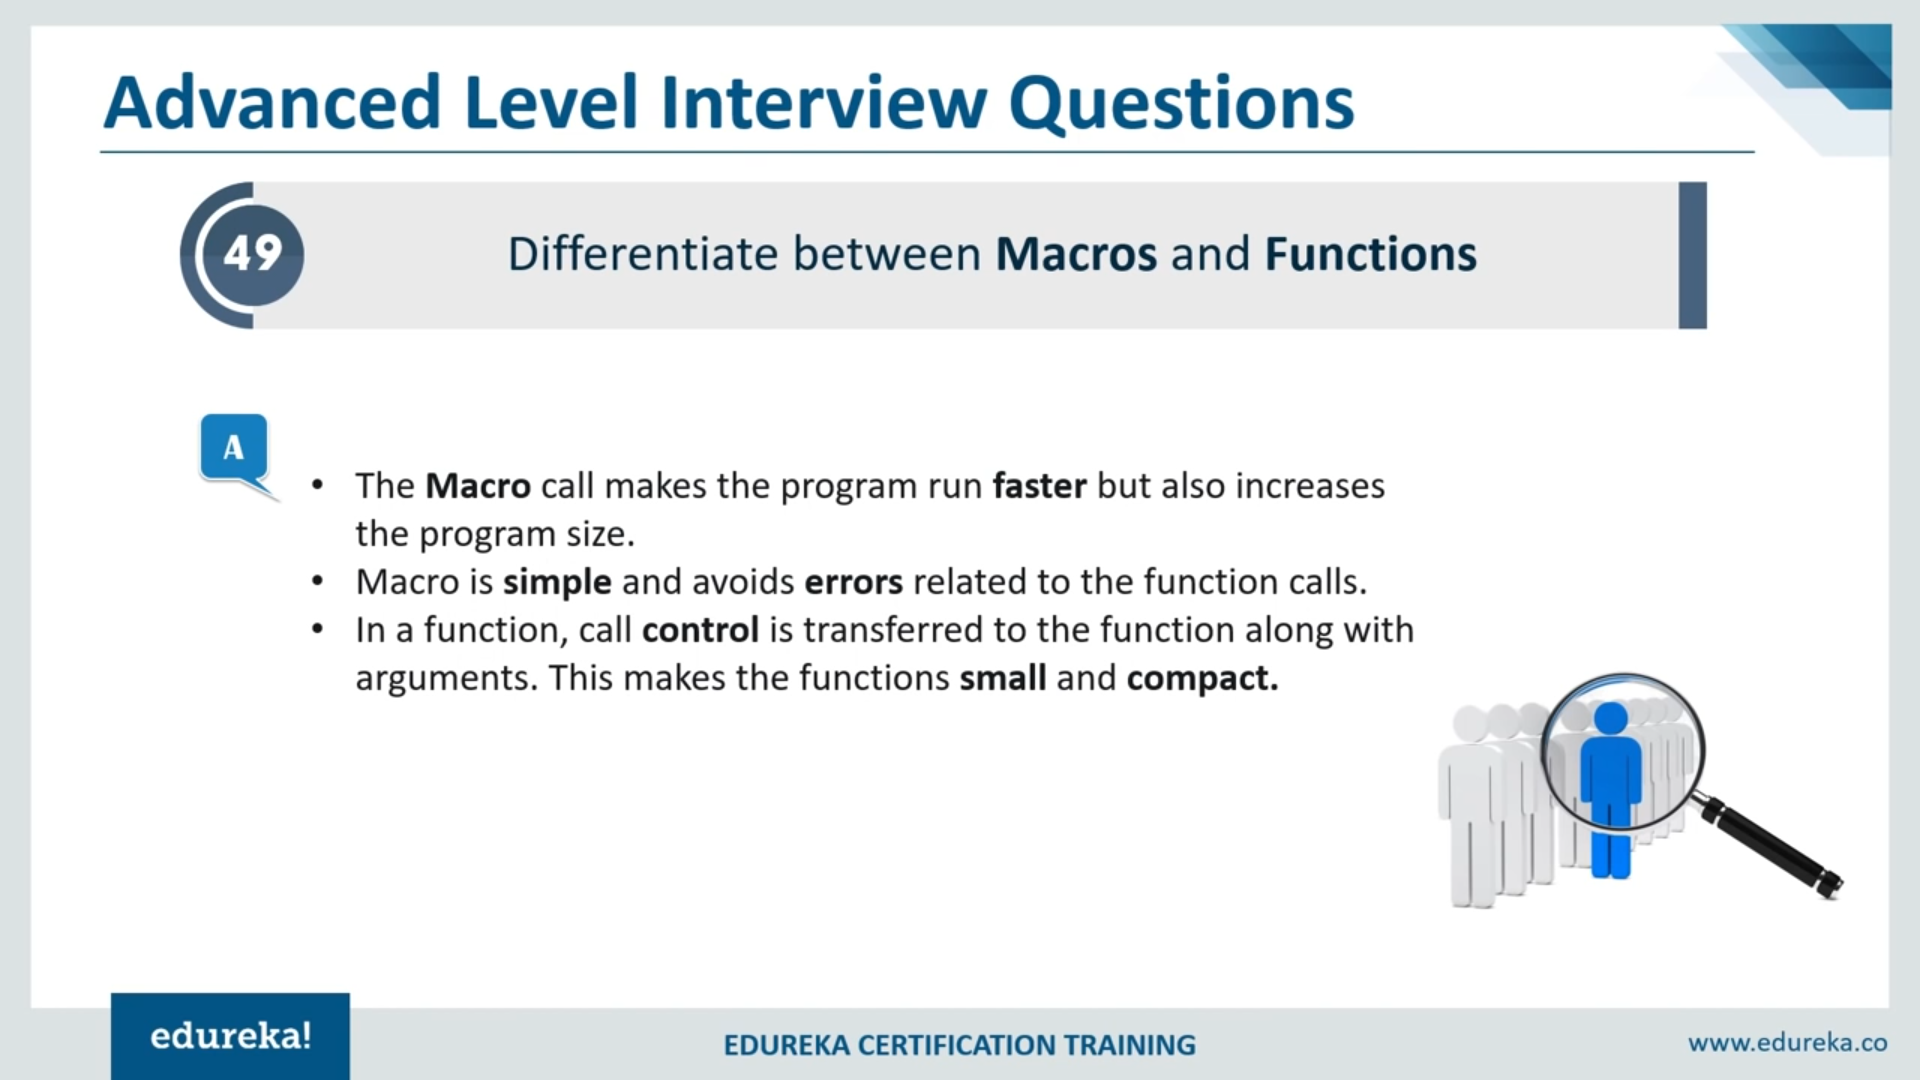 Advanced Level Interview Questions
49
Differentiate between Macros and Functions
A
• The Macro call makes the program run faster but also increases
the program size.
• Macro is simple and avoids errors related to the function calls.
• In a function, call control is transferred to the function along with
arguments. This makes the functions small and compact.
edureka!
EDUREKA CERTIFICATION TRAINING
www.edureka.co